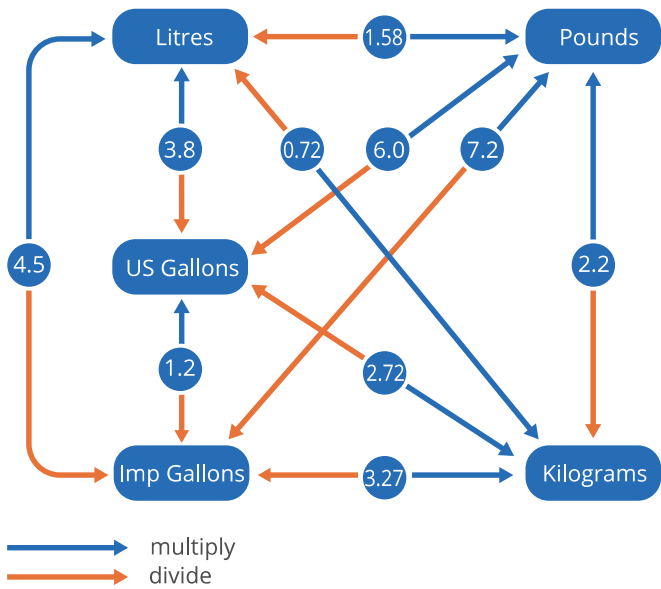 Litres
1.58
Pounds
3.8
0.72
6.0
7.2
4.5
US Gallons
2.2
1.2
2.72
Imp Gallons
3.27
Kilograms
multiply
divide